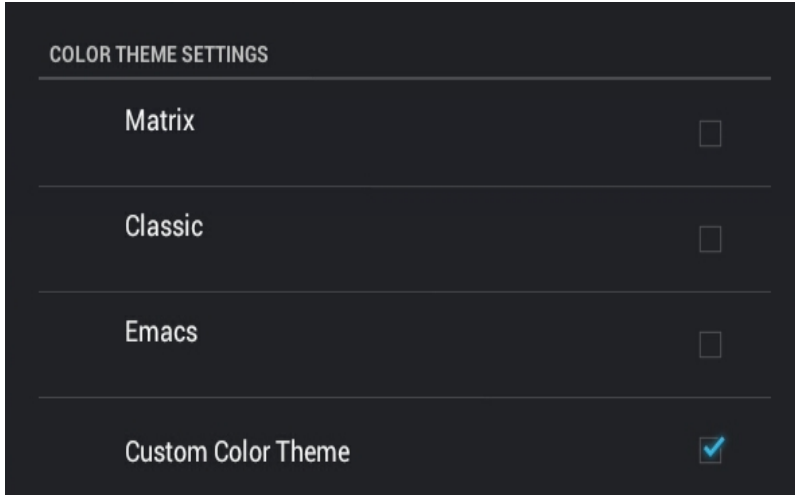 COLOR THEME SETTINGS
Matrix
Classic
Emacs
Custom Color Theme